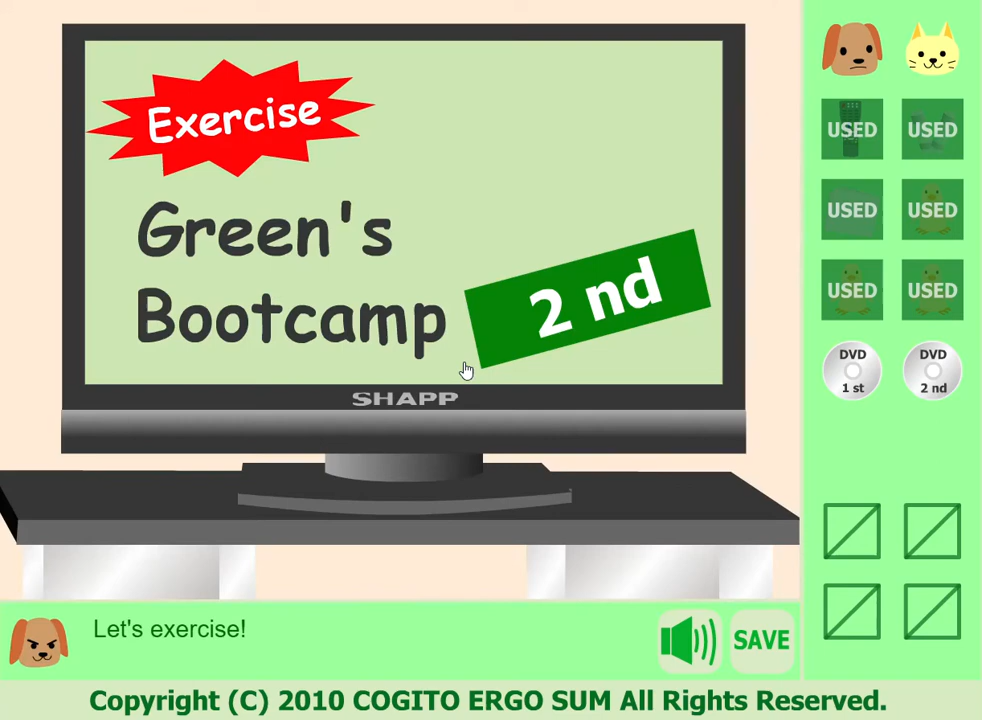 Exercise
Green's
Bootcamp
2 nd
SHAPP
USED USED
USED USED
USED USED
DVD DVD
1 st 2 nd
Let's exercise!
SAVE
Copyright (C) 2010 COGITO ERGO SUM All Rights Reserved.